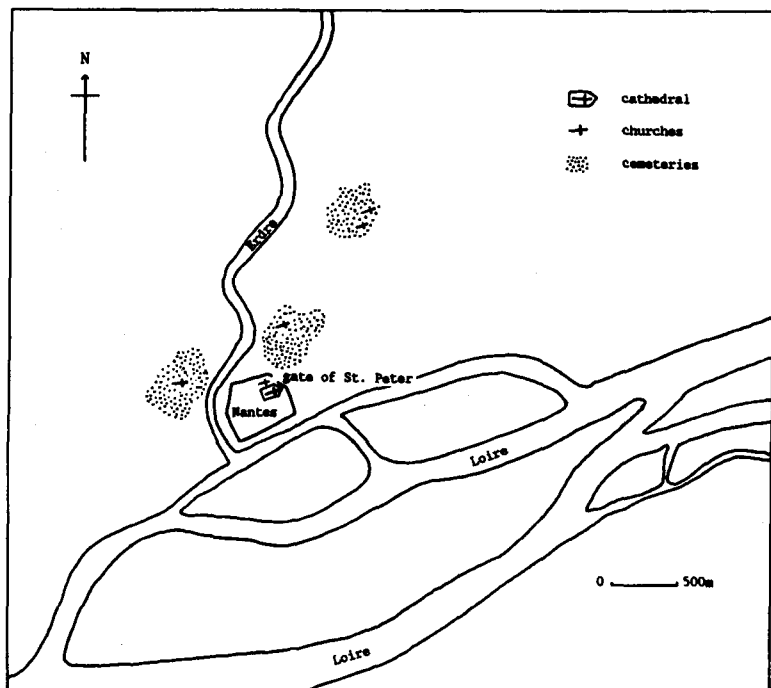 N
cathedral
churches
cemeteries
Erdre
gate of St. Peter
Nantes
Loire
0 500m
Loire